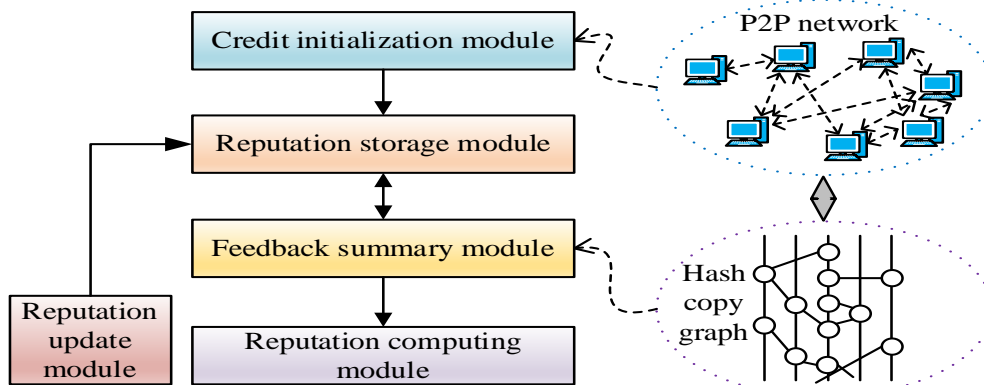 P2P network
Credit initialization module
Reputation storage module
Feedback summary module
Hash
copy
graph
Reputation
update
module
Reputation computing
module